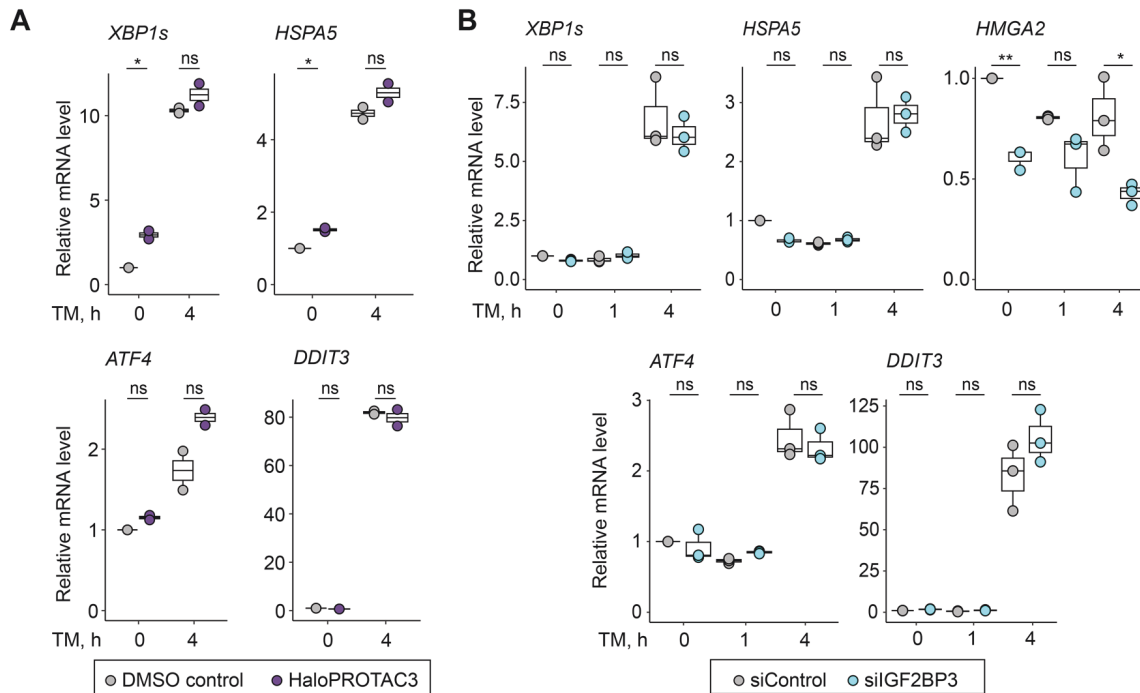 A
XBP1s
HSPA5
* ns
* ns
Relative mRNA level
10
5
0
4
2
0
TM, h 0 4 0 4
ATF4
DDIT3
ns ns
ns ns
Relative mRNA level
2
1
0
80
60
40
20
0
TM, h 0 4 0 4
DMSO control HaloPROTAC3
B
XBP1s
HSPA5
HMGA2
ns ns ns
ns ns ns
** ns *
Relative mRNA level
7.5
5.0
2.5
0.0
3
2
1
0
1.0
0.5
0.0
TM, h 0 1 4 0 1 4 0 1 4
ATF4
DDIT3
ns ns ns
ns ns ns
Relative mRNA level
4
3
2
1
0
125
100
75
50
25
0
TM, h 0 1 4 0 1 4
siControl siIGF2BP3